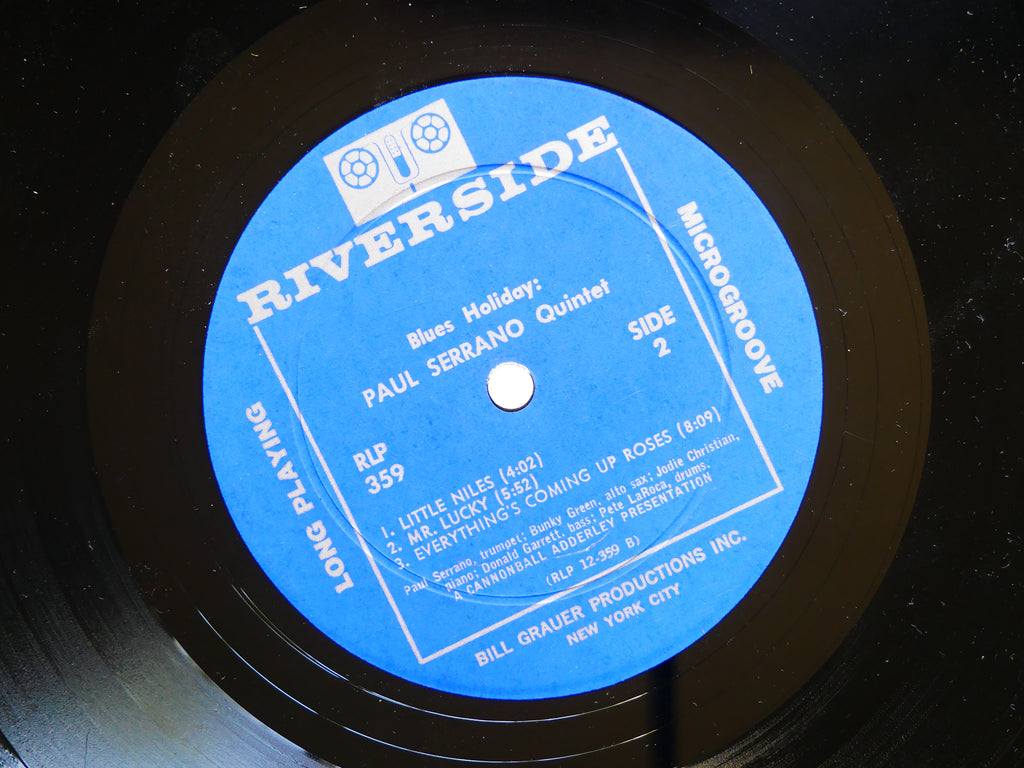 RIVERSIDE
Blues Holiday:
PAUL SERRANO Quintet
SIDE
2
RLP
359
1. LITTLE NILES (4:02)
2. MR. LUCKY (5:52)
3. EVERYTHING'S COMING UP ROSES (8:09)
Paul Serrano, trumpet; Bunky Green, alto sax; Jodie Christian,
piano; Donald Garrett, bass; Pete LaRoca, drums.
A CANNONBALL ADDERLEY PRESENTATION
(RLP 12-359 B)
LONG PLAYING
MICROGROOVE
BILL GRAUER PRODUCTIONS INC.
NEW YORK CITY